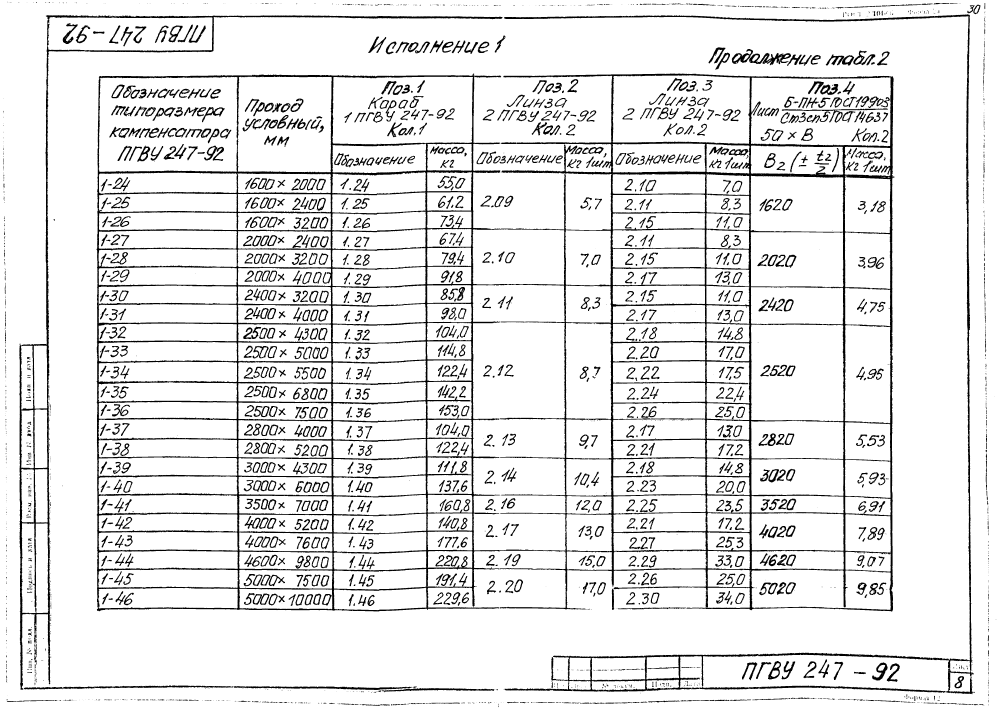 30
ПГВУ 247-92
Исполнение 1
Продолжение табл.2
Обозначение типоразмера компенсатора ПГВУ 247-92
Проход условный, мм
Поз.1 Короб 1 ПГВУ 247-92 Кол.1
Поз.2 Линза 2 ПГВУ 247-92 Кол.2
Поз.3 Линза 2 ПГВУ 247-92 Кол.2
Поз.4 Лист Б-ПН-5 ГОСТ19903 Ст3сп5 ГОСТ14637 50 × В Кол.2
Обозначение Масса, кг Обозначение Масса, кг 1шт Обозначение Масса, кг 1шт B2 (± t2/2) Масса, кг 1шт
1-24 1600×2000 1.24 55,0 2.09 5,7 2.10 7,0 1620 3,18
1-25 1600×2400 1.25 61,2 2.11 8,3
1-26 1600×3200 1.26 73,4 2.15 11,0
1-27 2000×2400 1.27 67,4 2.10 7,0 2.11 8,3 2020 3,96
1-28 2000×3200 1.28 79,4 2.15 11,0
1-29 2000×4000 1.29 91,8 2.17 13,0
1-30 2400×3200 1.30 85,8 2.11 8,3 2.15 11,0 2420 4,75
1-31 2400×4000 1.31 98,0 2.17 13,0
1-32 2500×4300 1.32 104,0 2.12 8,7 2.18 14,8 2520 4,95
1-33 2500×5000 1.33 114,8 2.20 17,0
1-34 2500×5500 1.34 122,4 2.22 17,5
1-35 2500×6800 1.35 142,2 2.24 22,4
1-36 2500×7500 1.36 153,0 2.26 25,0
1-37 2800×4000 1.37 104,0 2.13 9,7 2.17 13,0 2820 5,53
1-38 2800×5200 1.38 122,4 2.21 17,2
1-39 3000×4300 1.39 111,8 2.14 10,4 2.18 14,8 3020 5,93
1-40 3000×6000 1.40 137,6 2.23 20,0
1-41 3500×7000 1.41 160,8 2.16 12,0 2.25 23,5 3520 6,91
1-42 4000×5200 1.42 140,8 2.17 13,0 2.21 17,2 4020 7,89
1-43 4000×7600 1.43 177,6 2.27 25,3
1-44 4600×9800 1.44 220,8 2.19 15,0 2.29 33,0 4620 9,07
1-45 5000×7500 1.45 191,4 2.20 17,0 2.26 25,0 5020 9,85
1-46 5000×10000 1.46 229,6 2.30 34,0
ПГВУ 247-92
8